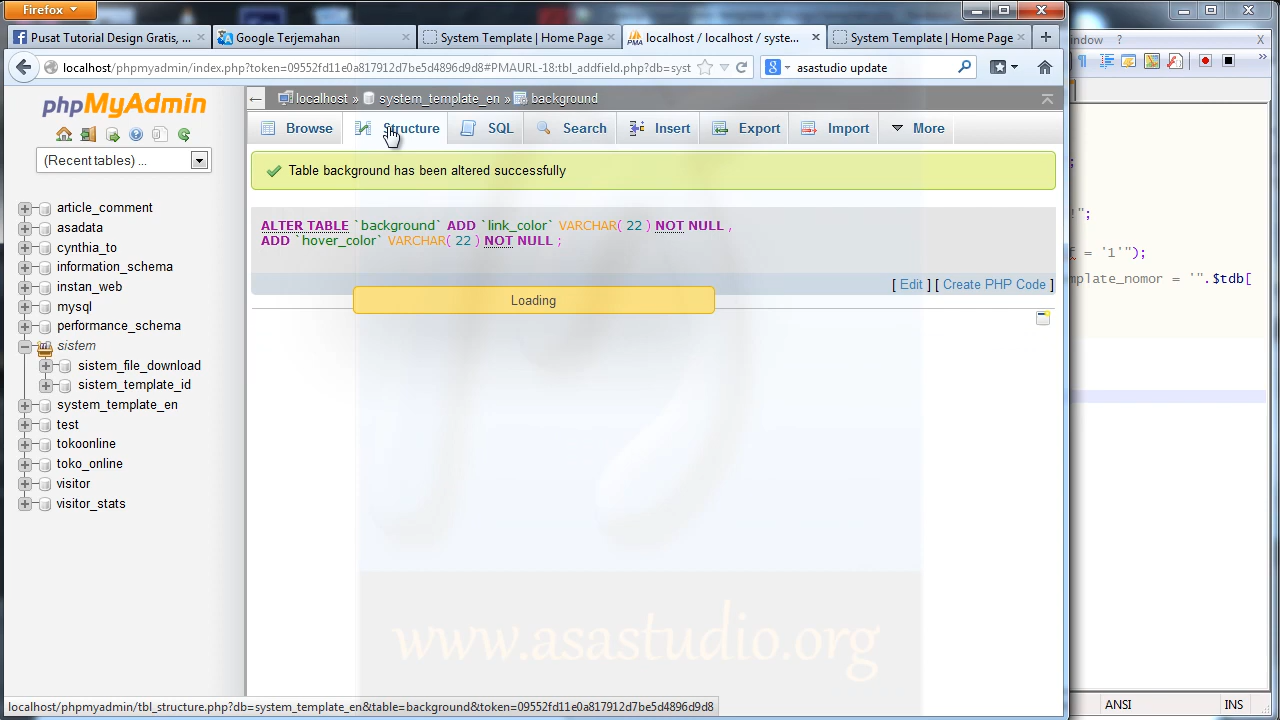 Firefox
Pusat Tutorial Design Gratis, ...
Google Terjemahan
System Template | Home Page
localhost / localhost / syste...
System Template | Home Page
localhost/phpmyadmin/index.php?token=09552fd11e0a817912d7be5d4896d9d8#PMAURL-18:tbl_addfield.php?db=syst
asastudio update
phpMyAdmin
(Recent tables) ...
article_comment
asadata
cynthia_to
information_schema
instan_web
mysql
performance_schema
sistem
sistem_file_download
sistem_template_id
system_template_en
test
tokoonline
toko_online
visitor
visitor_stats
localhost » system_template_en » background
Browse Structure SQL Search Insert Export Import More
Table background has been altered successfully
ALTER TABLE `background` ADD `link_color` VARCHAR( 22 ) NOT NULL ,
ADD `hover_color` VARCHAR( 22 ) NOT NULL ;
[ Edit ] [ Create PHP Code ]
Loading
www.asastudio.org
localhost/phpmyadmin/tbl_structure.php?db=system_template_en&table=background&token=09552fd11e0a817912d7be5d4896d9d8
indow ?
X
!";
= '1'");
mplate_nomor = '".$tdb[
ANSI INS